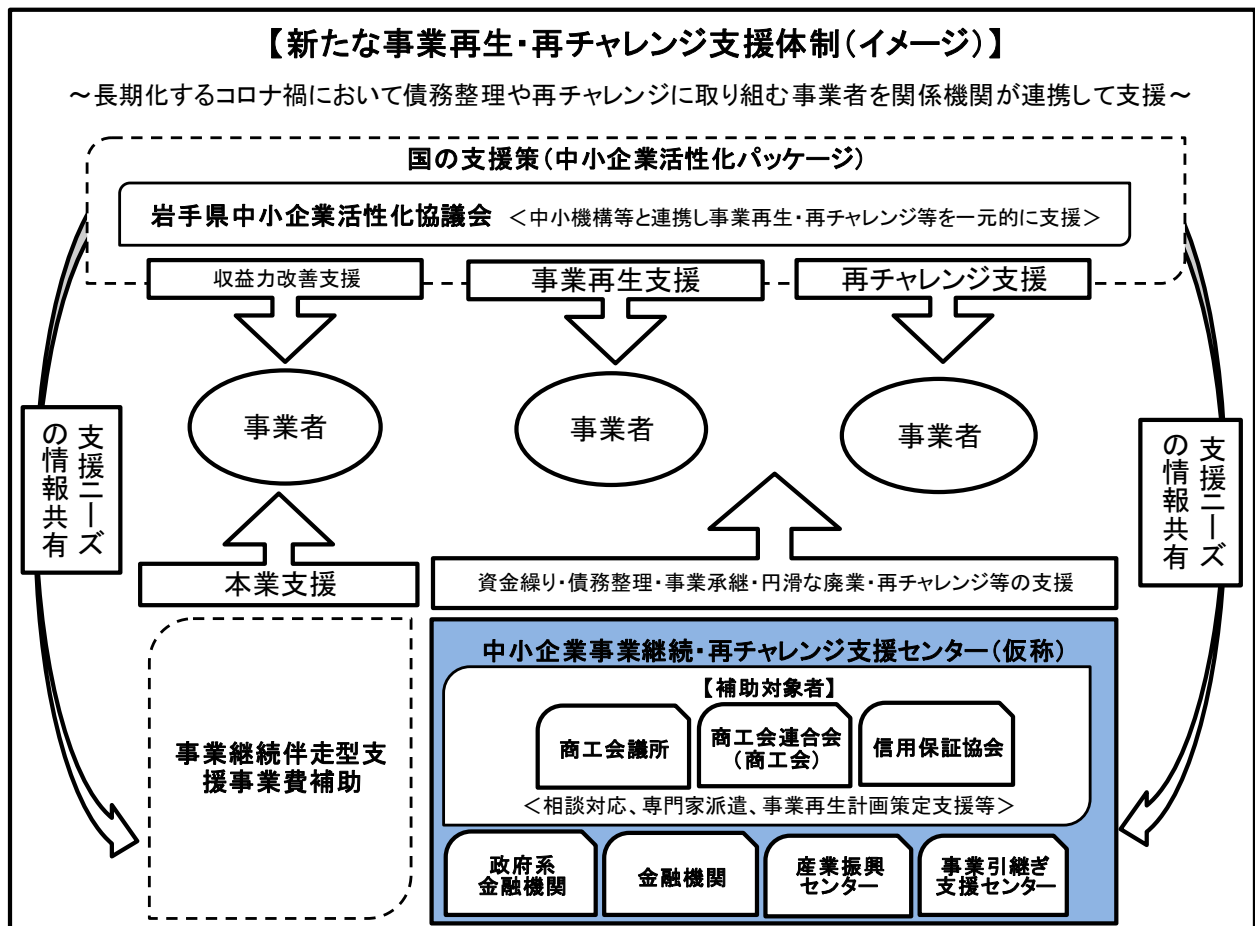 【新たな事業再生・再チャレンジ支援体制(イメージ)】
～長期化するコロナ禍において債務整理や再チャレンジに取り組む事業者を関係機関が連携して支援～
国の支援策(中小企業活性化パッケージ)
岩手県中小企業活性化協議会 <中小機構等と連携し事業再生・再チャレンジ等を一元的に支援>
収益力改善支援
事業再生支援
再チャレンジ支援
事業者
事業者
事業者
支援ニーズ
の情報共有
支援ニーズ
の情報共有
本業支援
資金繰り・債務整理・事業承継・円滑な廃業・再チャレンジ等の支援
事業継続伴走型支
援事業費補助
中小企業事業継続・再チャレンジ支援センター(仮称)
【補助対象者】
商工会議所
商工会連合会
(商工会)
信用保証協会
<相談対応、専門家派遣、事業再生計画策定支援等>
政府系
金融機関
金融機関
産業振興
センター
事業引継ぎ
支援センター